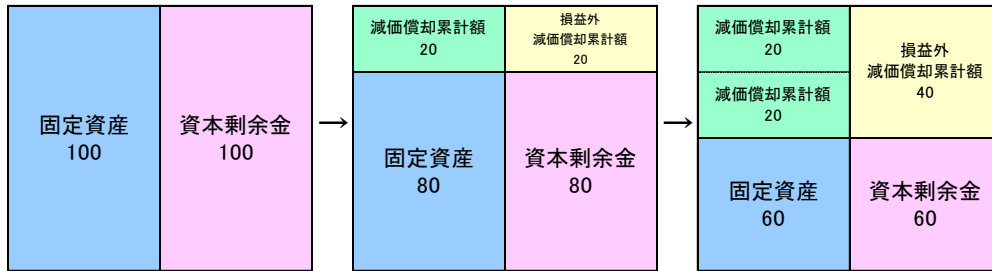 固定資産
100
資本剰余金
100
→
減価償却累計額
20
損益外
減価償却累計額
20
固定資産
80
資本剰余金
80
→
減価償却累計額
20
減価償却累計額
20
損益外
減価償却累計額
40
固定資産
60
資本剰余金
60